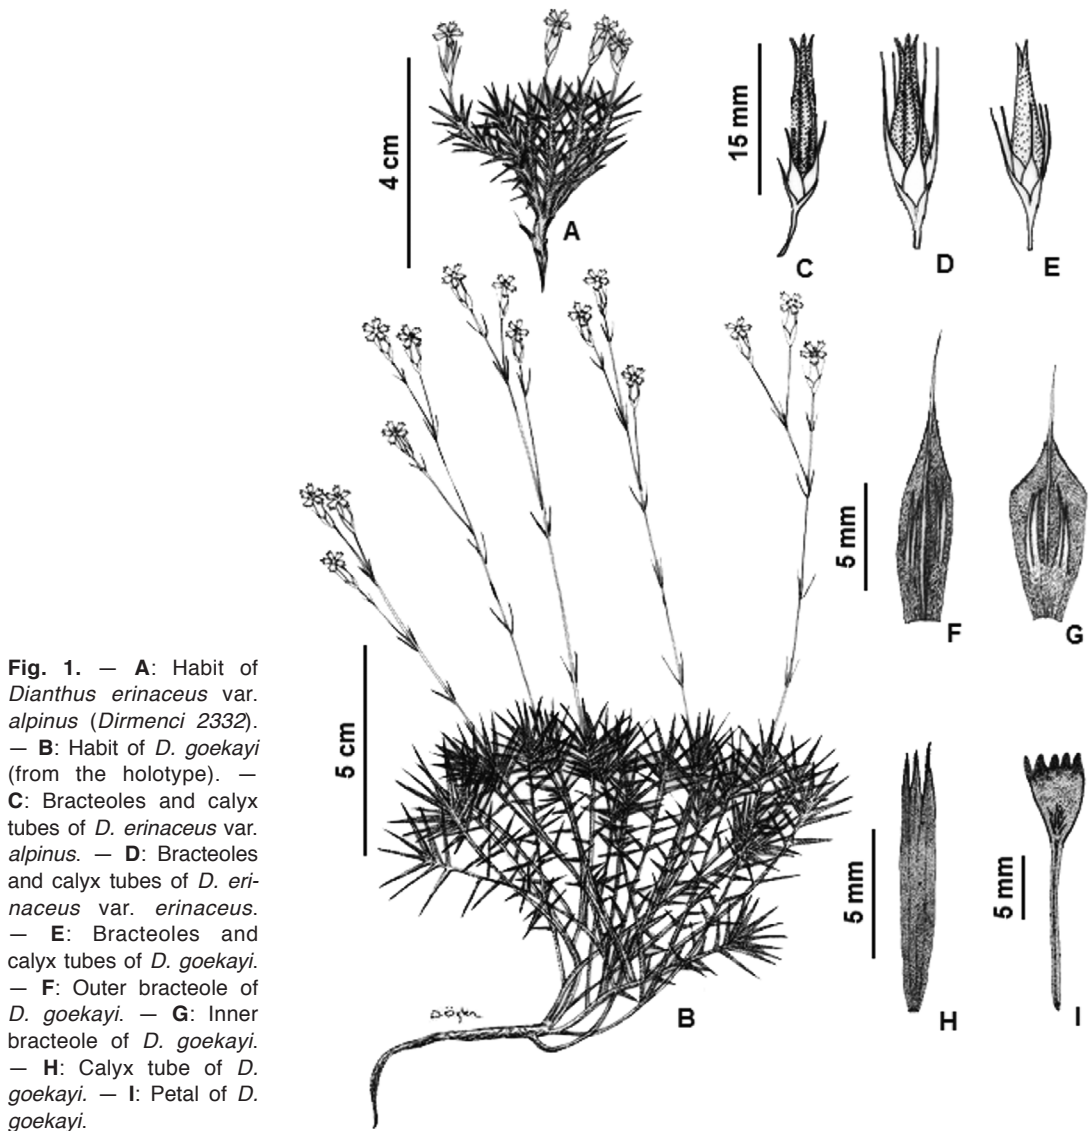 4 cm
A
15 mm
C
D
E
5 mm
F
G
5 cm
B
5 mm
H
5 mm
I
Fig. 1. — A: Habit of
Dianthus erinaceus var.
alpinus (Dirmenci 2332).
— B: Habit of D. goekayi
(from the holotype). —
C: Bracteoles and calyx
tubes of D. erinaceus var.
alpinus. — D: Bracteoles
and calyx tubes of D. eri-
naceus var. erinaceus.
— E: Bracteoles and
calyx tubes of D. goekayi.
— F: Outer bracteole of
D. goekayi. — G: Inner
bracteole of D. goekayi.
— H: Calyx tube of D.
goekayi. — I: Petal of D.
goekayi.